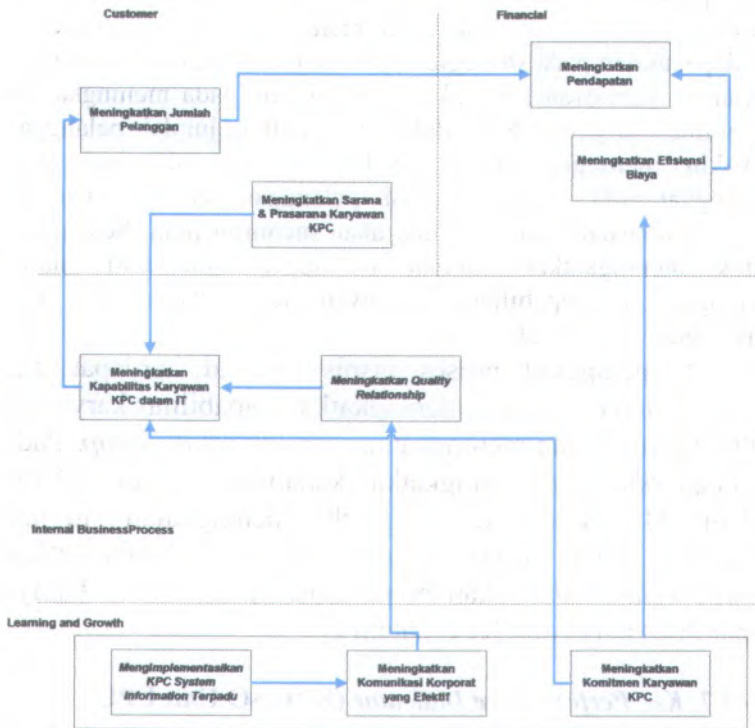 Customer
Financial
Meningkatkan
Pendapatan
Meningkatkan Jumlah
Pelanggan
Meningkatkan Efisiensi
Biaya
Meningkatkan Sarana
& Prasarana Karyawan
KPC
Meningkatkan
Kapabilitas Karyawan
KPC dalam IT
Meningkatkan Quality
Relationship
Internal BusinessProcess
Learning and Growth
Mengimplementasikan
KPC System
Information Terpadu
Meningkatkan
Komunikasi Korporat
yang Efektif
Meningkatkan
Komitmen Karyawan
KPC